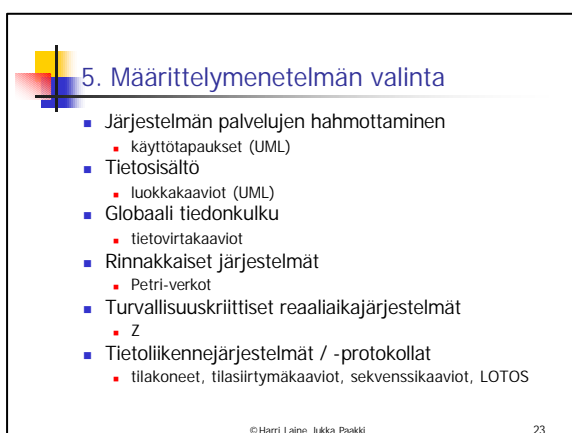 5. Määrittelymenetelmän valinta
Järjestelmän palvelujen hahmottaminen
käyttötapaukset (UML)
Tietosisältö
luokkakaaviot (UML)
Globaali tiedonkulku
tietovirtakaaviot
Rinnakkaiset järjestelmät
Petri-verkot
Turvallisuuskriittiset reaaliaikajärjestelmät
Z
Tietoliikennejärjestelmät / -protokollat
tilakoneet, tilasiirtymäkaaviot, sekvenssikaaviot, LOTOS
© Harri Laine, Jukka Paakki 23